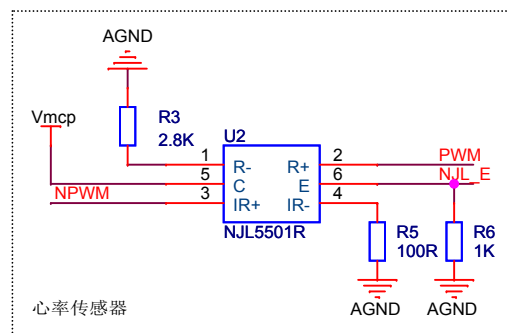 AGND
Vmcp
R3
2.8K
U2
1
R-
R+
2
PWM
5
C
E
6
NJL_E
NPWM
3
IR+
IR-
4
NJL5501R
R5
100R
R6
1K
心率传感器
AGND
AGND